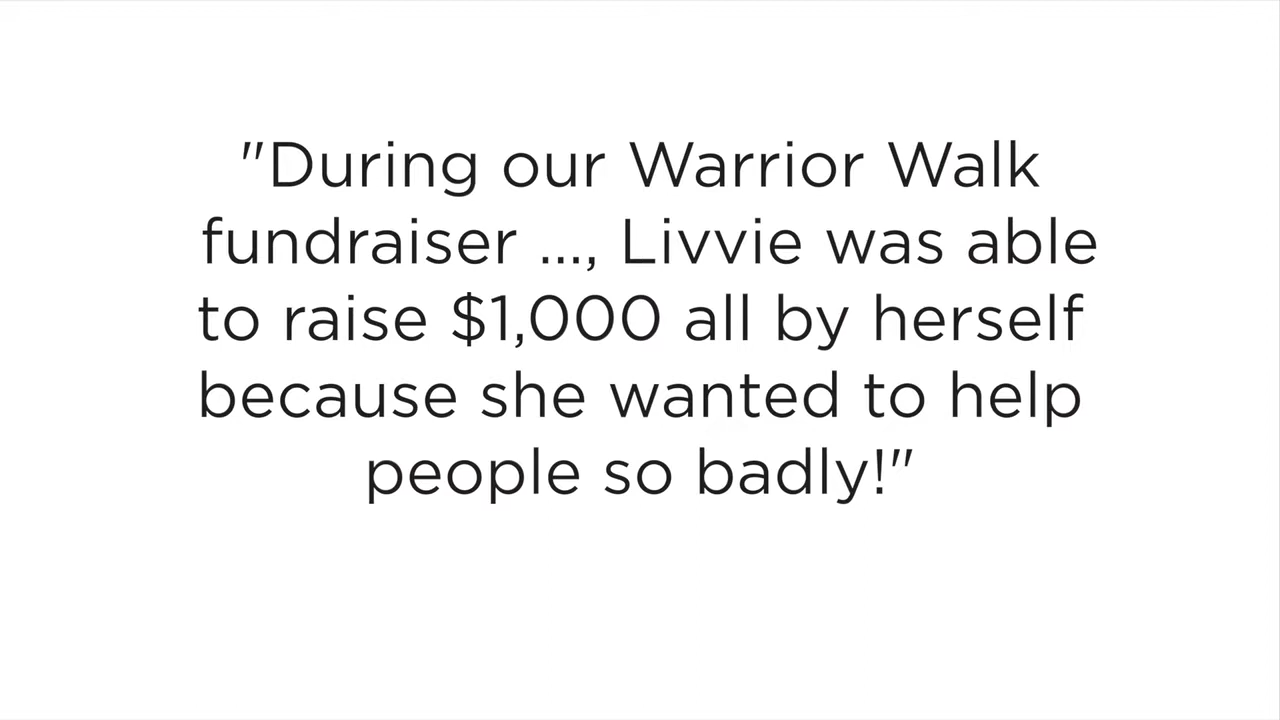 "During our Warrior Walk
fundraiser ..., Livvie was able
to raise $1,000 all by herself
because she wanted to help
people so badly!"